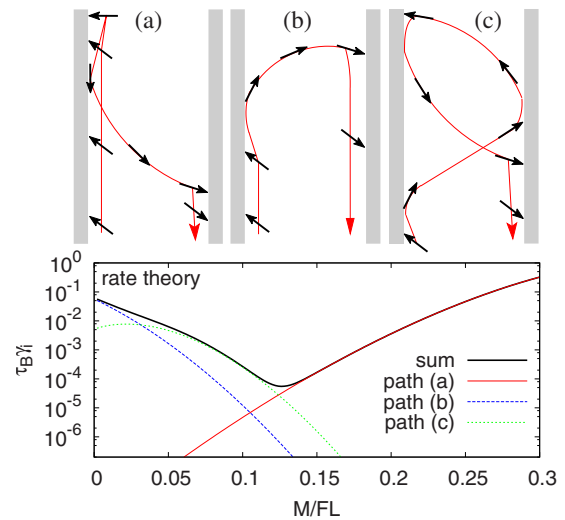 (a) (b) (c)
10^0
rate theory
10^-1
10^-2
10^-3
10^-4
10^-5
10^-6
τ_Bγ_i
sum
path (a)
path (b)
path (c)
0 0.05 0.1 0.15 0.2 0.25 0.3
M/FL